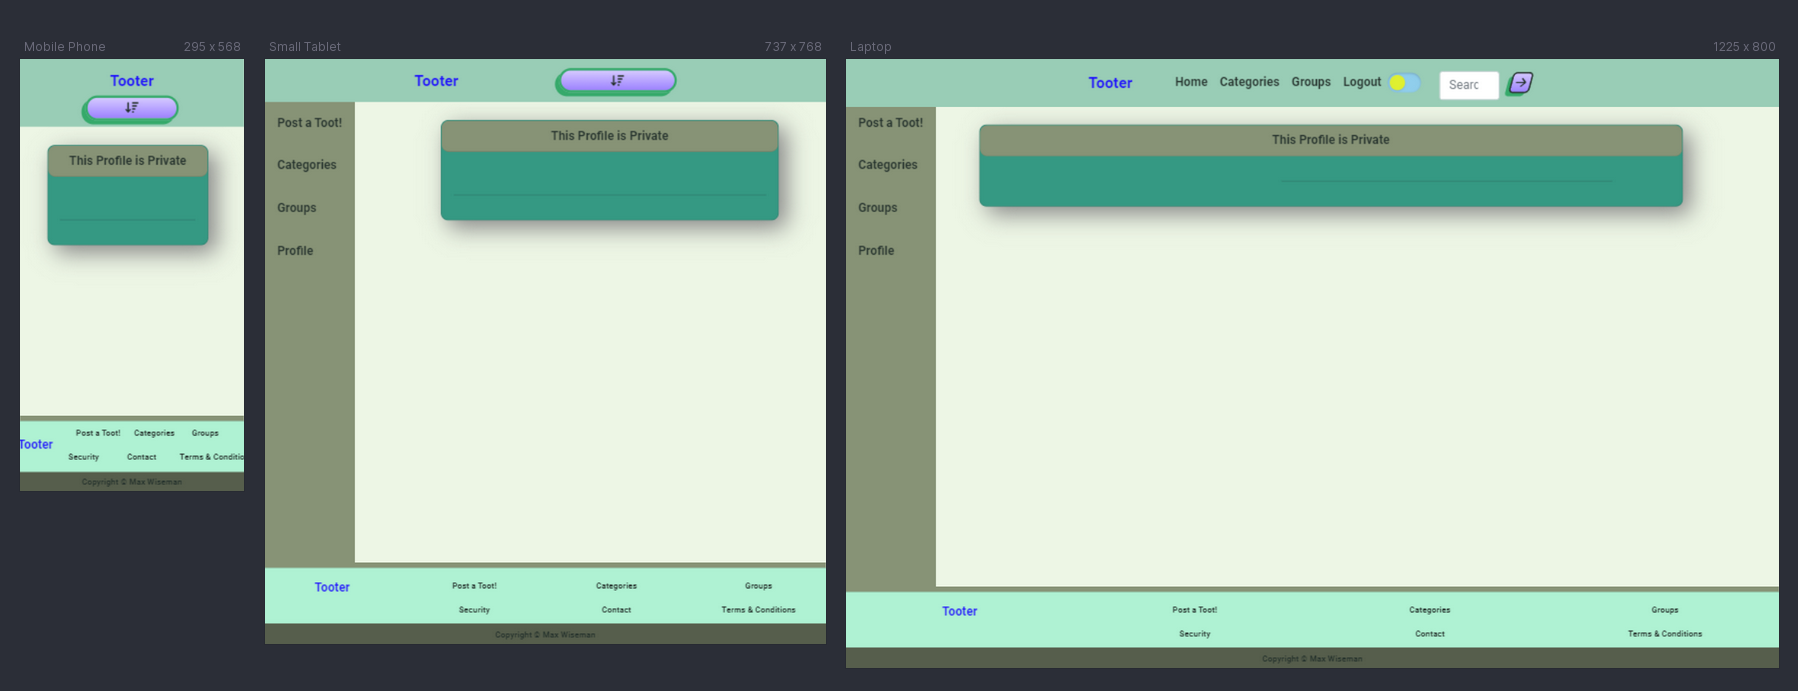 Mobile Phone 295 x 568
Tooter
This Profile is Private
Post a Toot! Categories Groups
Tooter
Security Contact Terms & Conditio
Copyright © Max Wiseman
Small Tablet 737 x 768
Tooter
Post a Toot!
Categories
Groups
Profile
This Profile is Private
Tooter Post a Toot! Categories Groups
Security Contact Terms & Conditions
Copyright © Max Wiseman
Laptop 1225 x 800
Tooter Home Categories Groups Logout Searc
Post a Toot!
Categories
Groups
Profile
This Profile is Private
Tooter Post a Toot! Categories Groups
Security Contact Terms & Conditions
Copyright © Max Wiseman